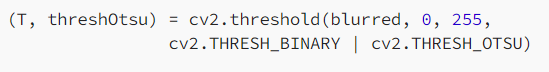 (T, threshOtsu) = cv2.threshold(blurred, 0, 255,
cv2.THRESH_BINARY | cv2.THRESH_OTSU)